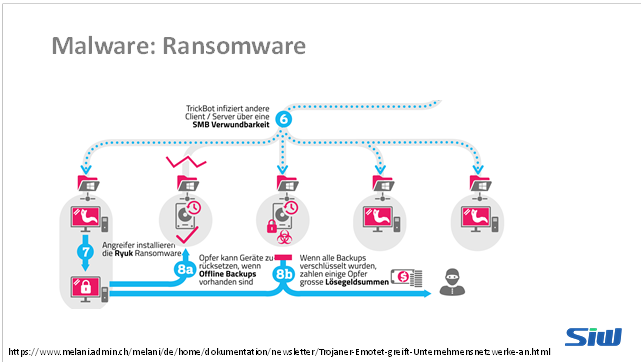 Malware: Ransomware
TrickBot infiziert andere
Client / Server über eine
SMB Verwundbarkeit
6
7
Angreifer installieren
die Ryuk Ransomware
8a
Opfer kann Geräte zu
rücksetzen, wenn
Offline Backups
vorhanden sind
8b
Wenn alle Backups
verschlüsselt wurden,
zahlen einige Opfer
grosse Lösegeldsummen
$
SiW
https://www.melani.admin.ch/melani/de/home/dokumentation/newsletter/Trojaner-Emotet-greift-Unternehmensnetzwerke-an.html